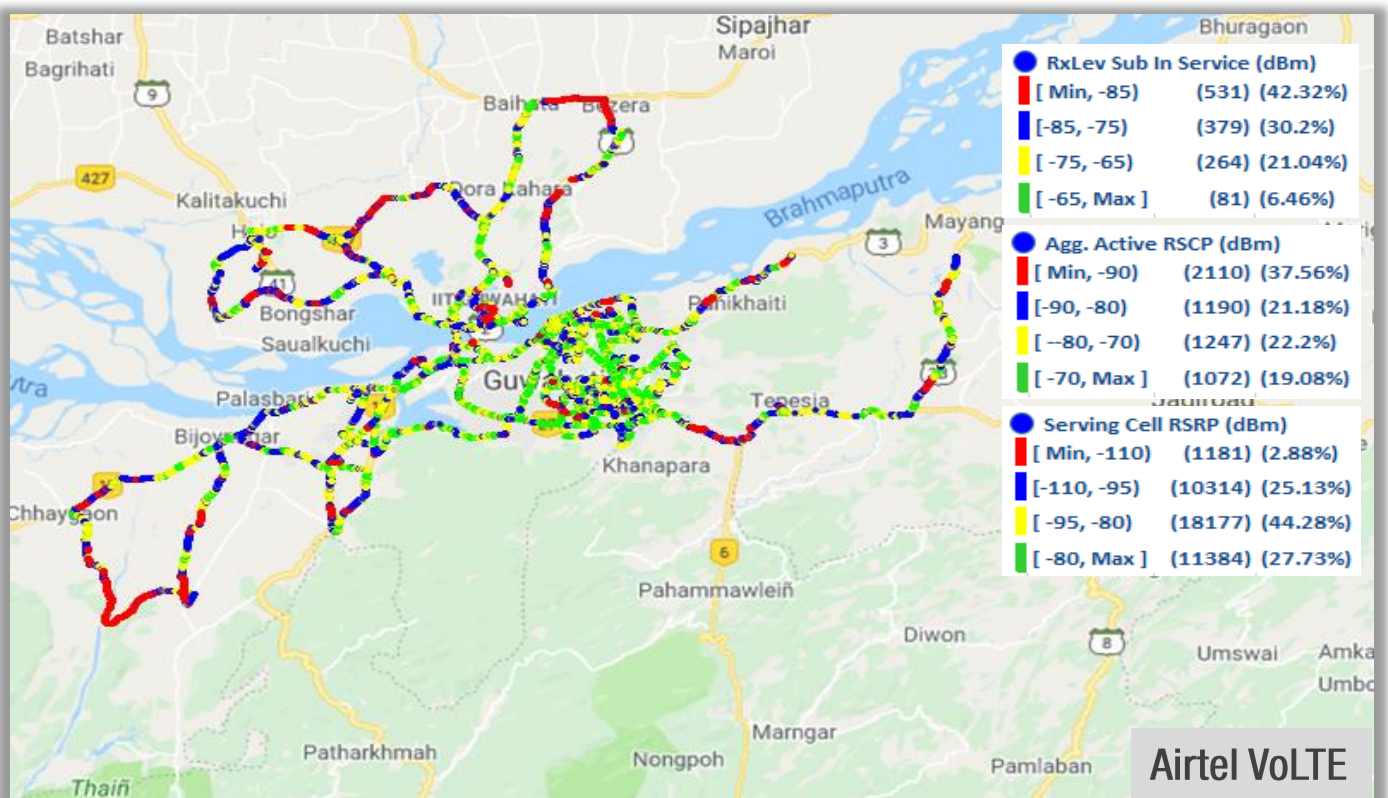 Sipajhar
Maroi
Bhuragaon
Batshar
Bagrihati
9
Baihata
Bezera
427
Kalitakuchi
Dora Kahara
Brahmaputra
Mayang
3
41
IIT GUWAHATI
Panikhaiti
Bongshar
Saualkuchi
Palasbari
Tepesia
Bijoynagar
Khanapara
Chhaygaon
6
Pahammawleiñ
Diwon
8
Umswai
Marngar
Patharkhmah
Nongpoh
Pamlaban
Thaiñ
RxLev Sub In Service (dBm)
[ Min, -85) (531) (42.32%)
[-85, -75) (379) (30.2%)
[ -75, -65) (264) (21.04%)
[ -65, Max ] (81) (6.46%)
Agg. Active RSCP (dBm)
[ Min, -90) (2110) (37.56%)
[-90, -80) (1190) (21.18%)
[ --80, -70) (1247) (22.2%)
[ -70, Max ] (1072) (19.08%)
Serving Cell RSRP (dBm)
[ Min, -110) (1181) (2.88%)
[-110, -95) (10314) (25.13%)
[ -95, -80) (18177) (44.28%)
[ -80, Max ] (11384) (27.73%)
Airtel VoLTE